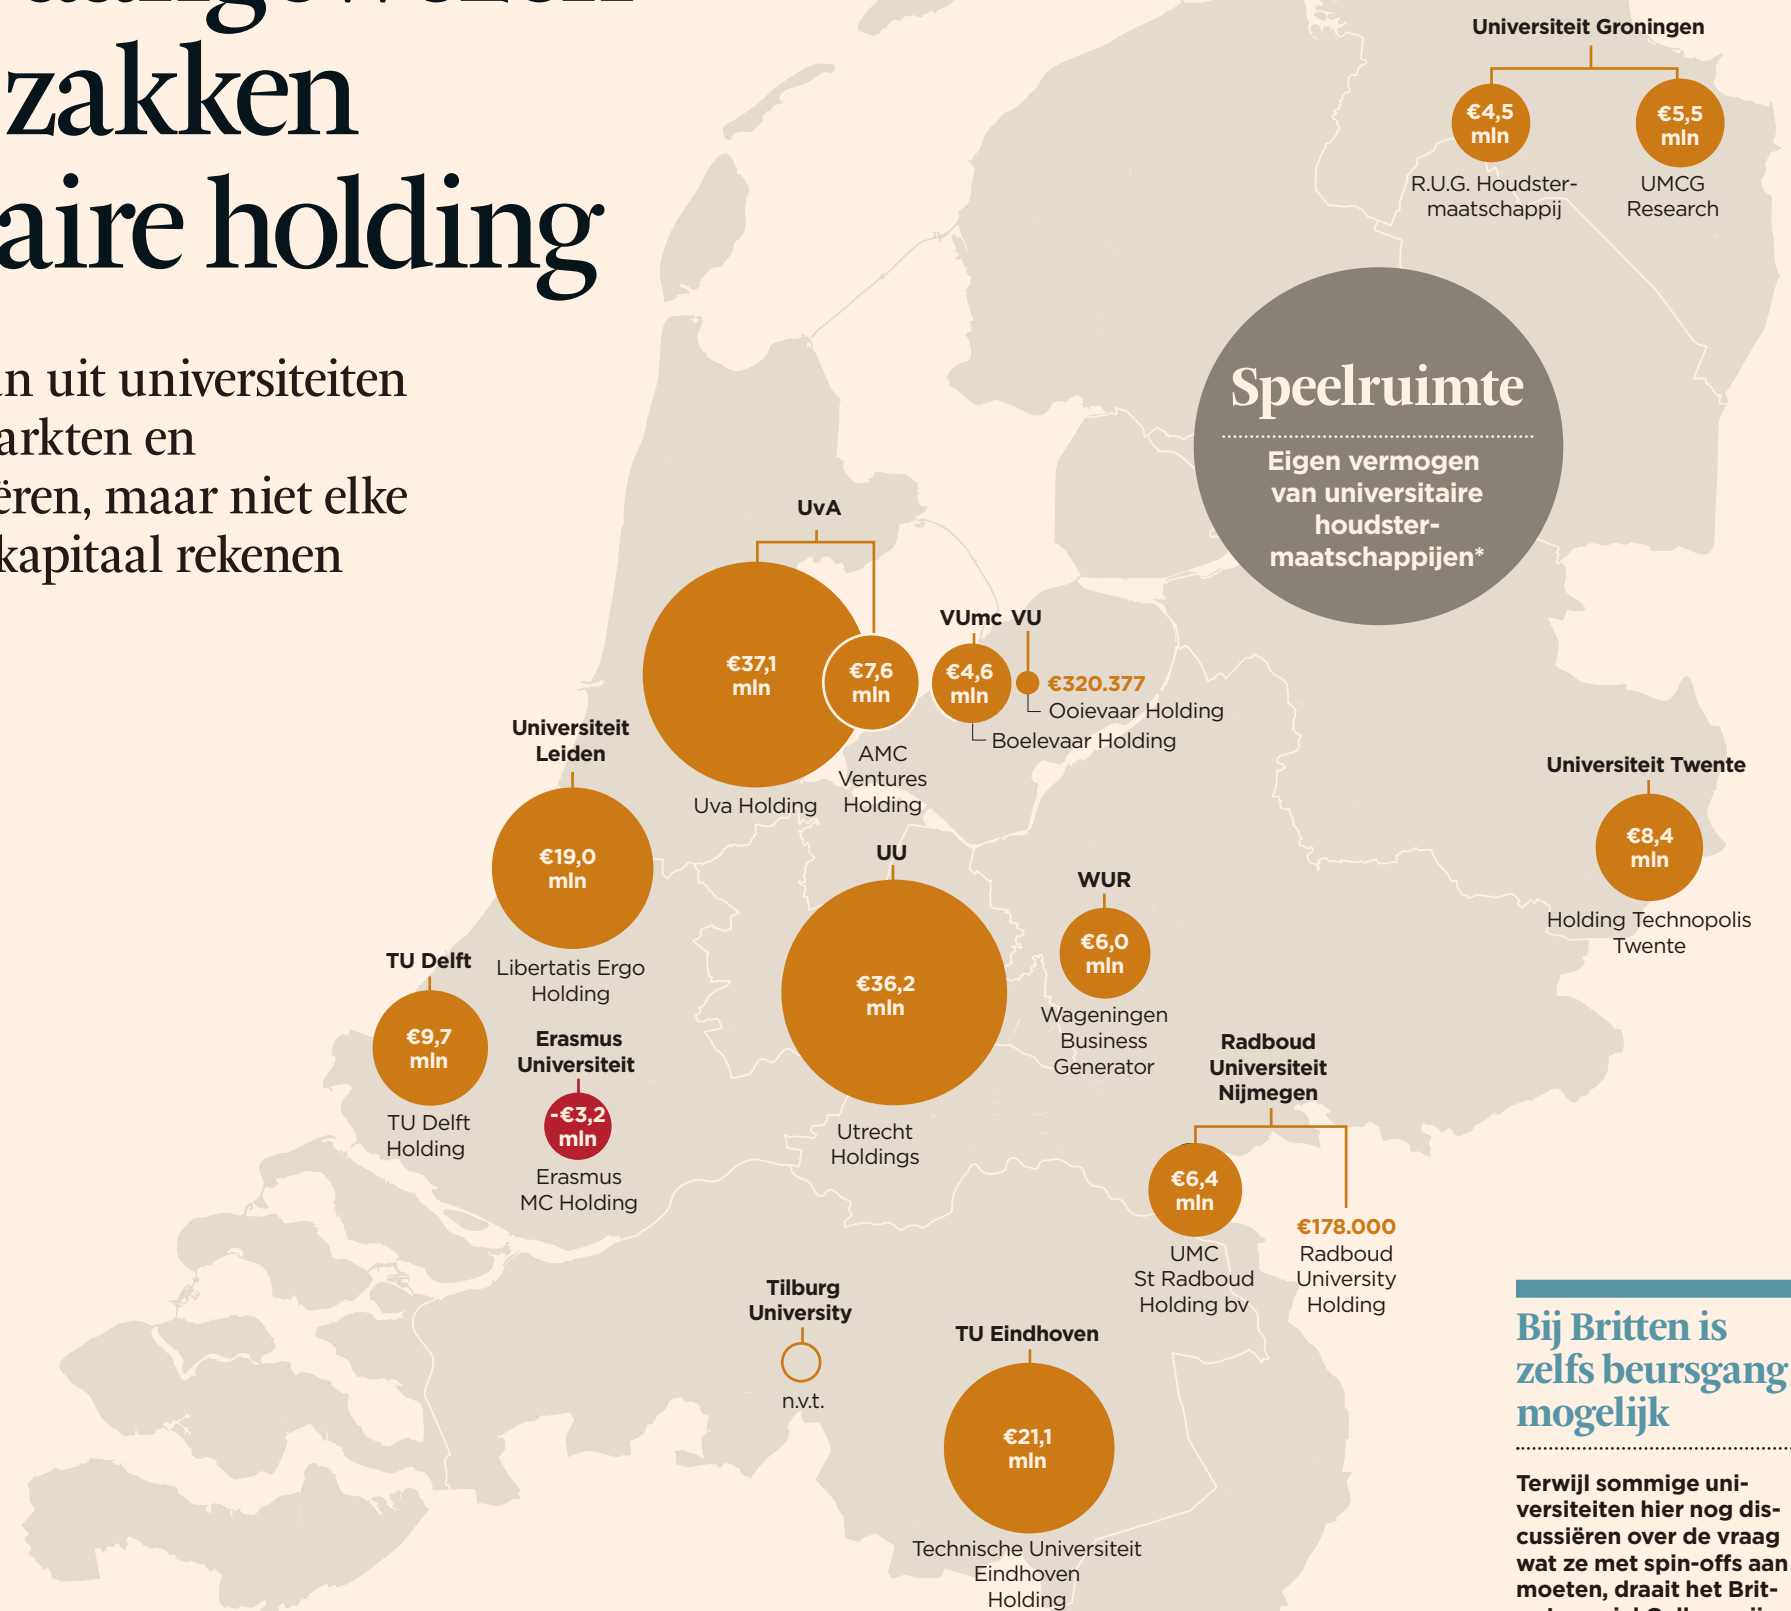 zakken
aire holding
an uit universiteiten
arkten en
ëren, maar niet elke
kapitaal rekenen
Universiteit Groningen
€4,5
mln
R.U.G. Houdster-
maatschappij
€5,5
mln
UMCG
Research
Speelruimte
Eigen vermogen
van universitaire
houdster-
maatschappijen*
UvA
€37,1
mln
Uva Holding
€7,6
mln
AMC
Ventures
Holding
VUmc
VU
€4,6
mln
€320.377
Ooievaar Holding
Boelevaar Holding
Universiteit
Leiden
€19,0
mln
Libertatis Ergo
Holding
Universiteit Twente
€8,4
mln
Holding Technopolis
Twente
UU
€36,2
mln
Utrecht
Holdings
WUR
€6,0
mln
Wageningen
Business
Generator
TU Delft
€9,7
mln
TU Delft
Holding
Erasmus
Universiteit
-€3,2
mln
Erasmus
MC Holding
Radboud
Universiteit
Nijmegen
€6,4
mln
UMC
St Radboud
Holding bv
€178.000
Radboud
University
Holding
Tilburg
University
n.v.t.
TU Eindhoven
€21,1
mln
Technische Universiteit
Eindhoven
Holding
Bij Britten is
zelfs beursgang
mogelijk
Terwijl sommige uni-
versiteiten hier nog dis-
cussiëren over de vraag
wat ze met spin-offs aan
moeten, draait het Brit-